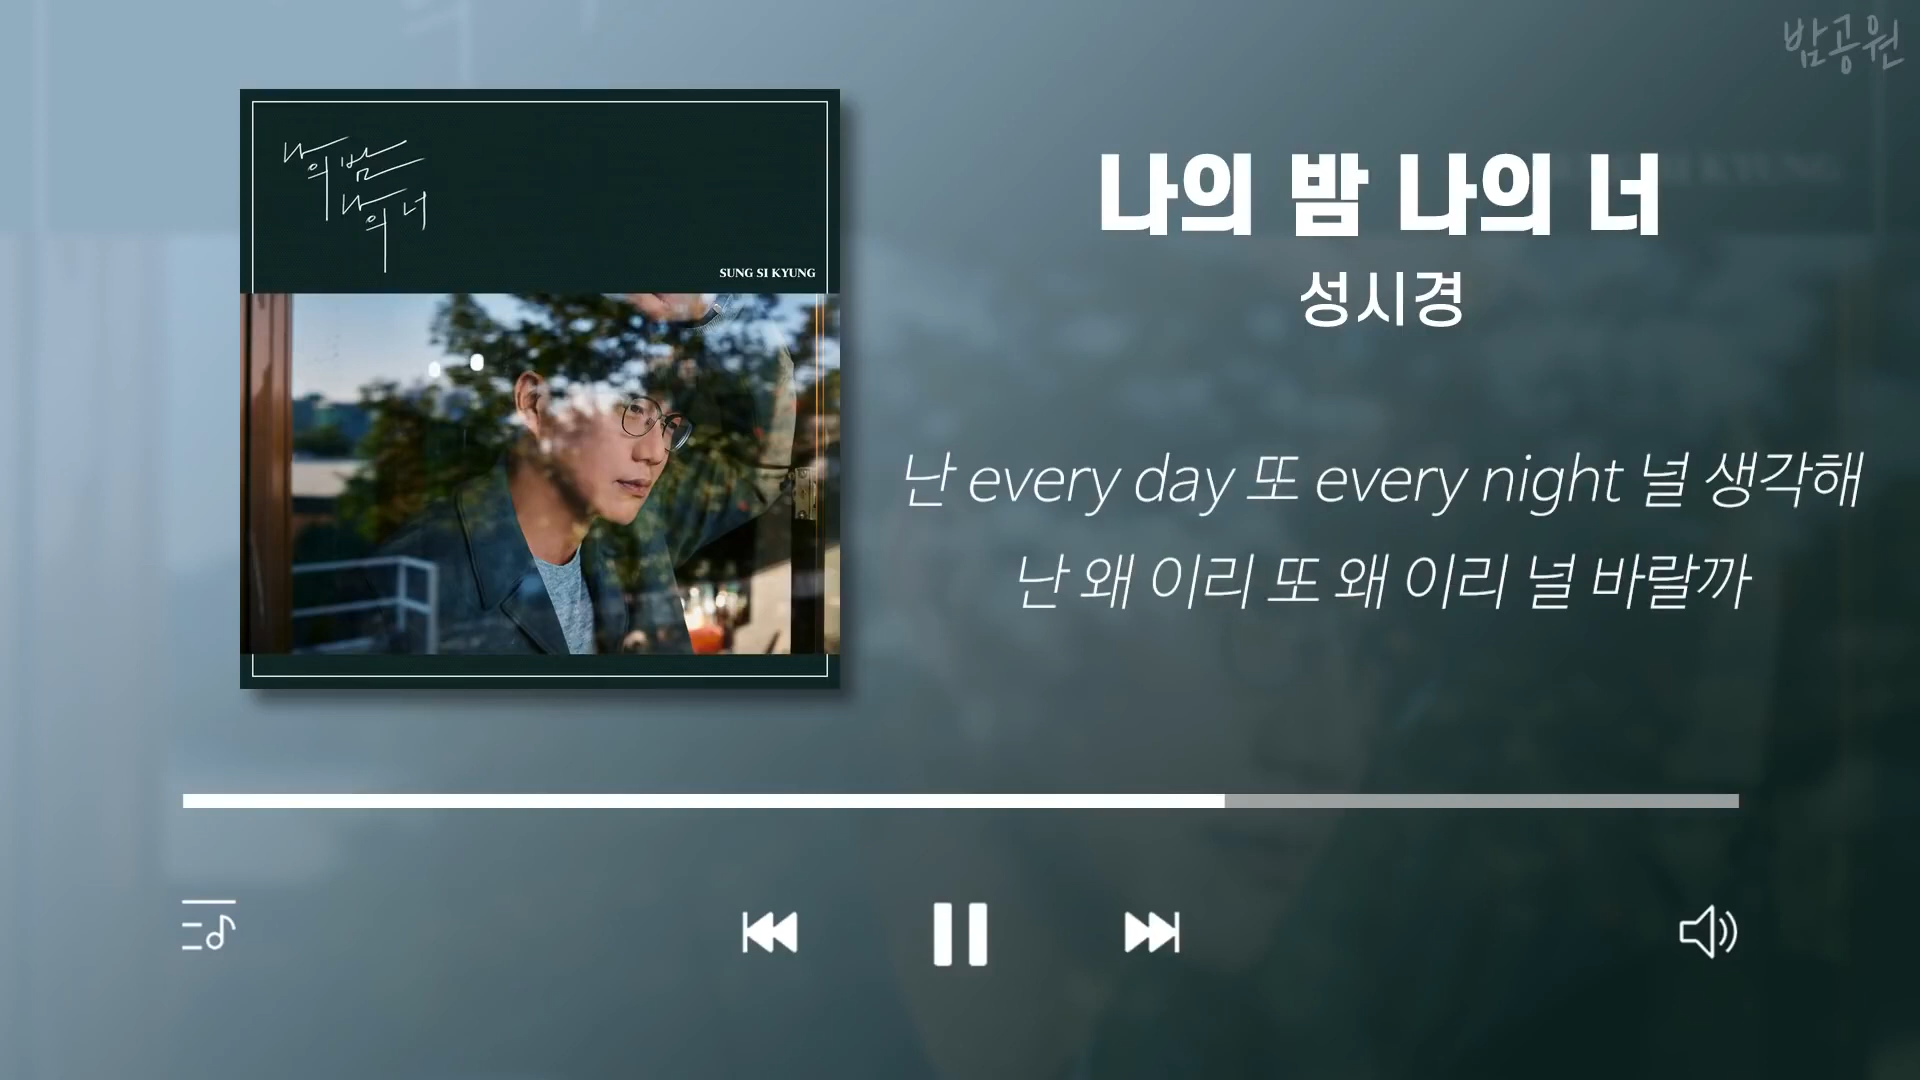 밤공원
나의 밤
나의 너
SUNG SI KYUNG
나의 밤 나의 너
성시경
난 every day 또 every night 널 생각해
난 왜 이리 또 왜 이리 널 바랄까